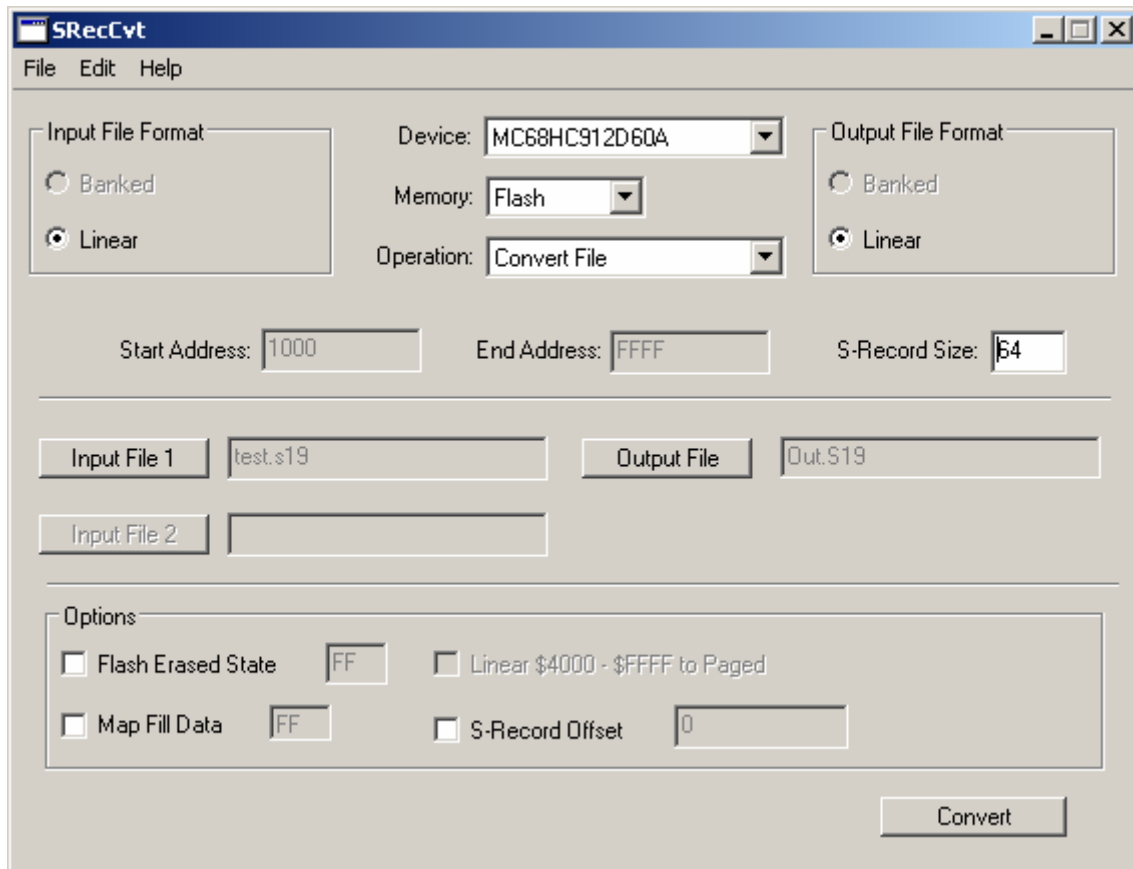 SRecCvt
File Edit Help
Input File Format
Banked
Linear
Device: MC68HC912D60A
Memory: Flash
Operation: Convert File
Output File Format
Banked
Linear
Start Address: 1000 End Address: FFFF S-Record Size: 64
Input File 1 test.s19 Output File Out.S19
Input File 2
Options
Flash Erased State FF Linear $4000 - $FFFF to Paged
Map Fill Data FF S-Record Offset 0
Convert